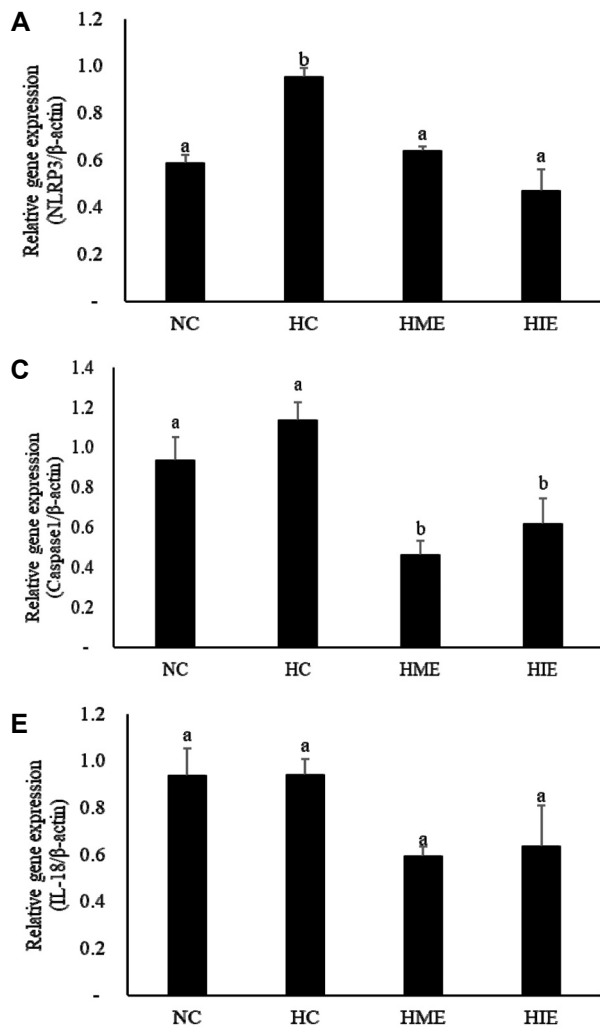 A
Relative gene expression
(NLRP3/β-actin)
1.2
1.0
0.8
0.6
0.4
0.2
-
a
b
a
a
NC HC HME HIE
C
Relative gene expression
(Caspase1/β-actin)
1.4
1.2
1.0
0.8
0.6
0.4
0.2
-
a
a
b
b
NC HC HME HIE
E
Relative gene expression
(IL-18/β-actin)
1.2
1.0
0.8
0.6
0.4
0.2
-
a
a
a
a
NC HC HME HIE